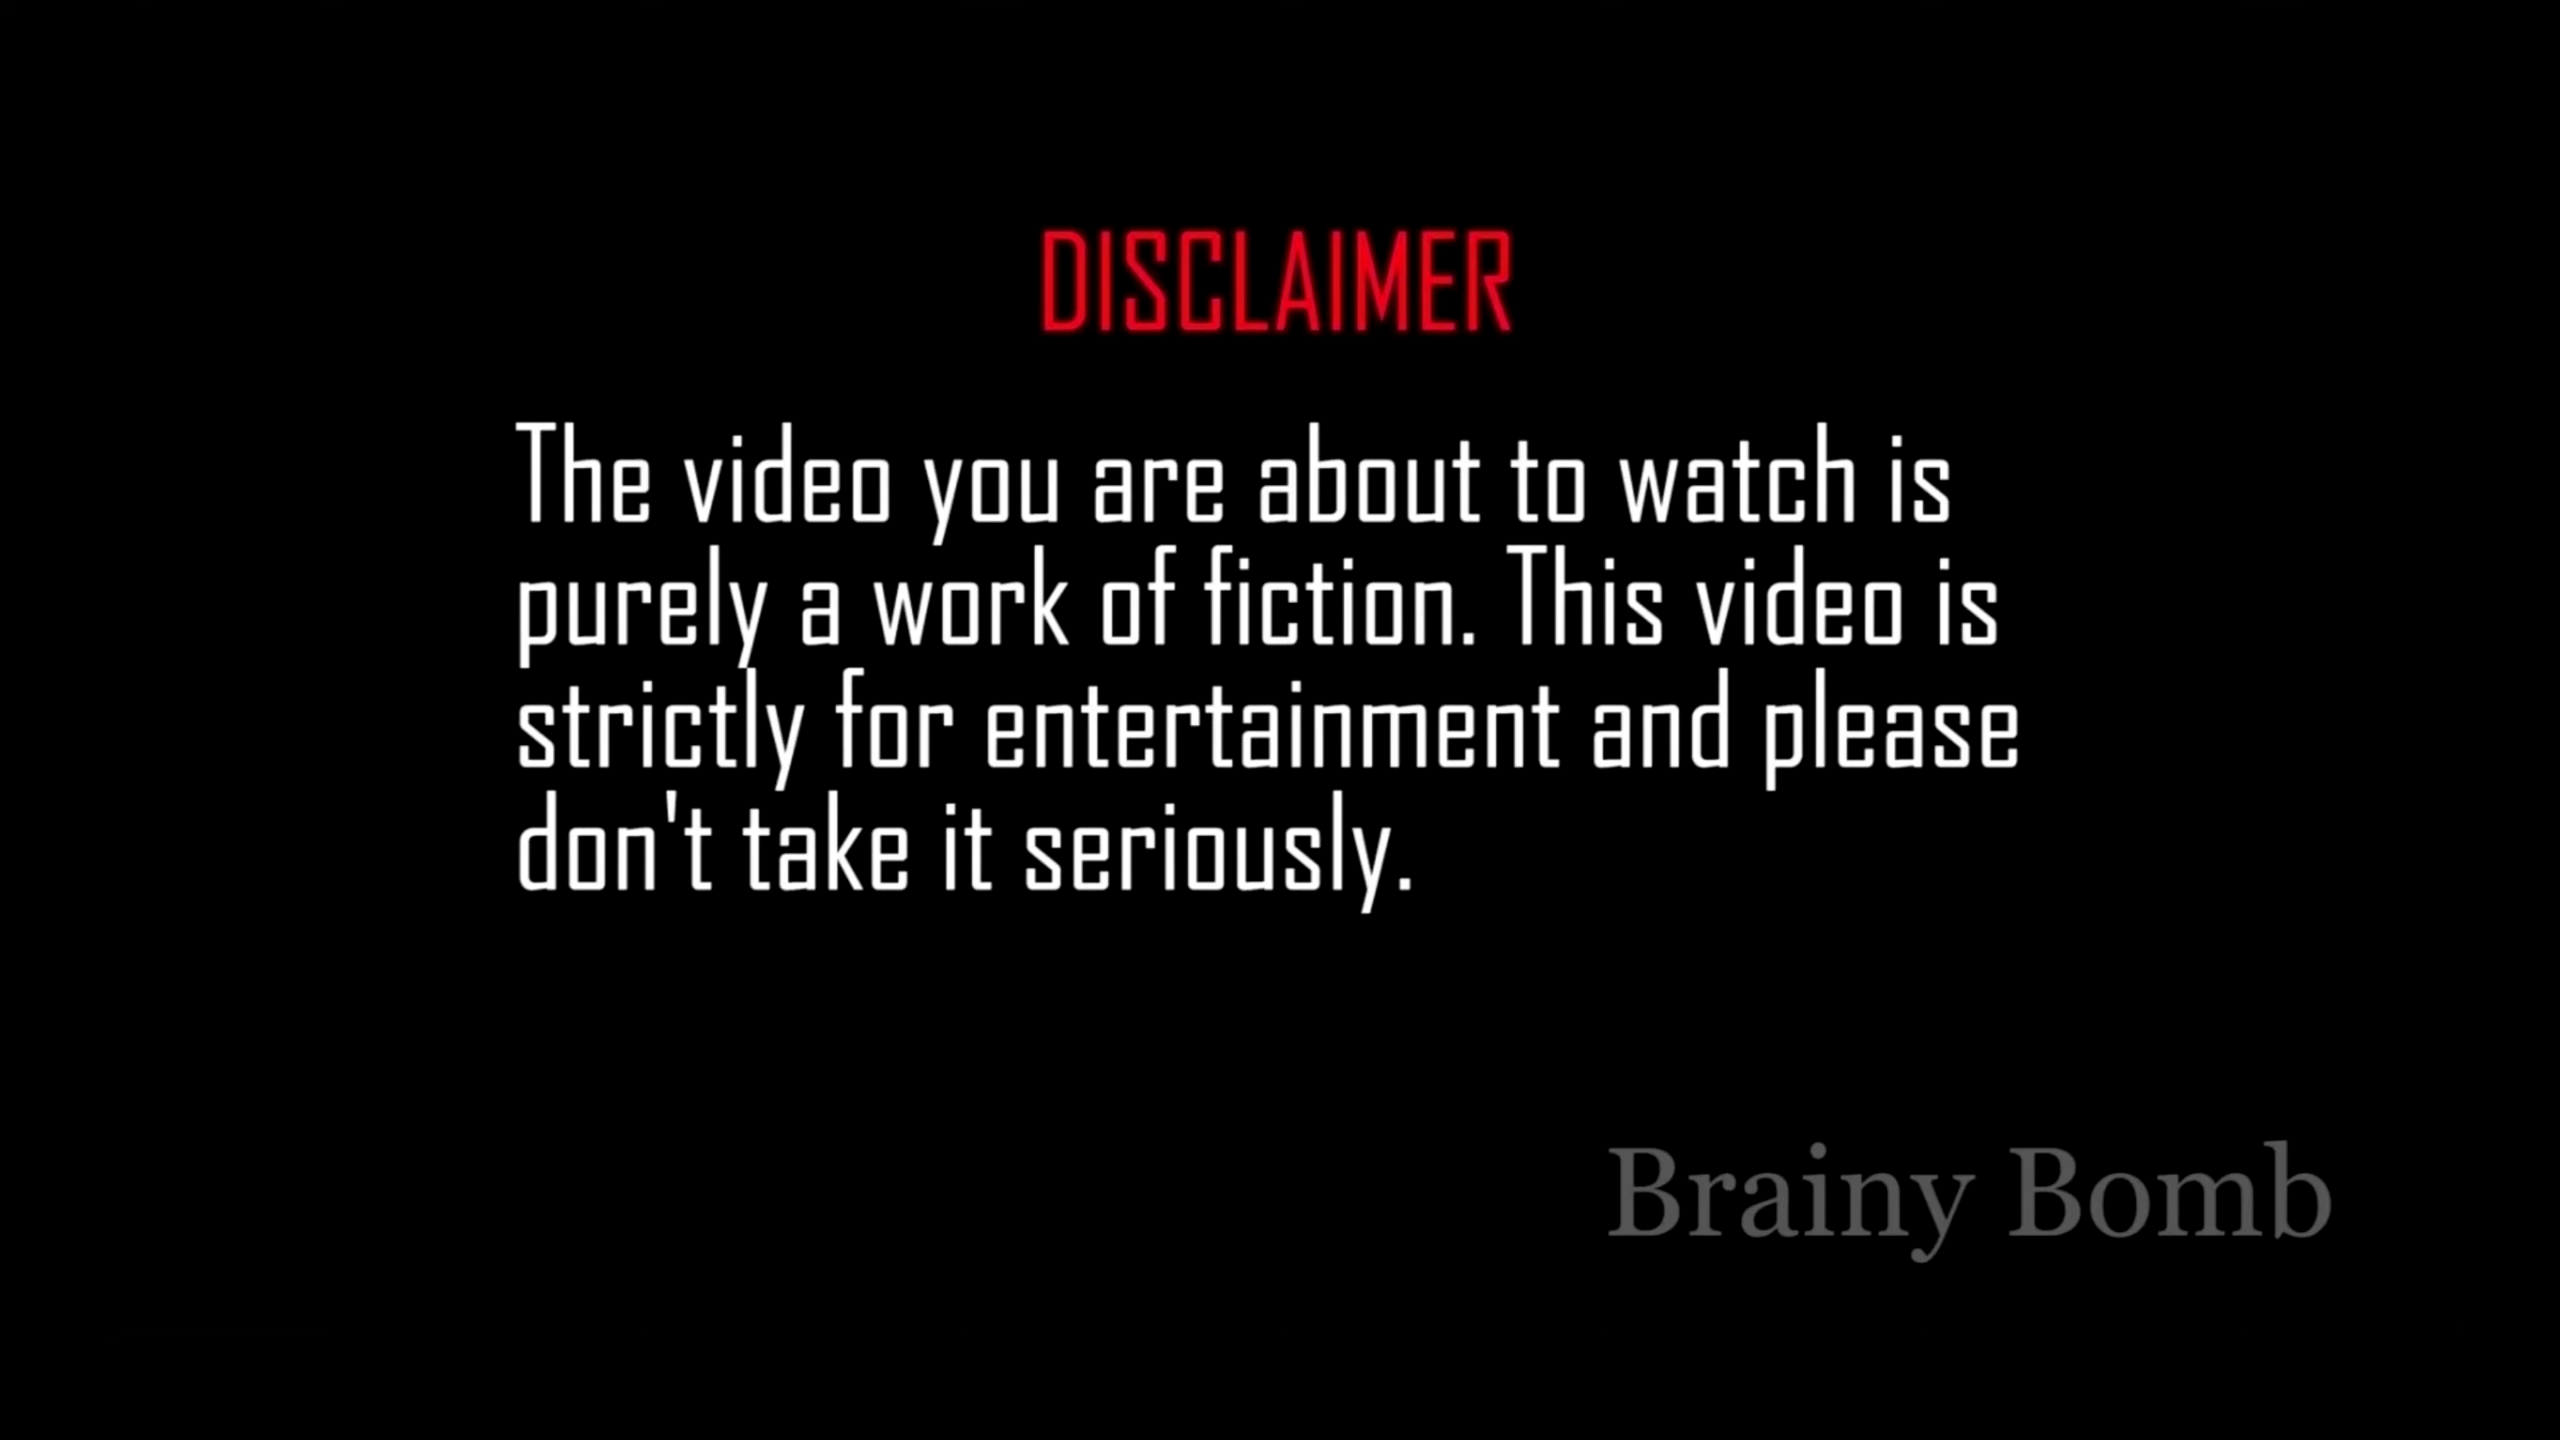 DISCLAIMER
The video you are about to watch is
purely a work of fiction. This video is
strictly for entertainment and please
don't take it seriously.
Brainy Bomb